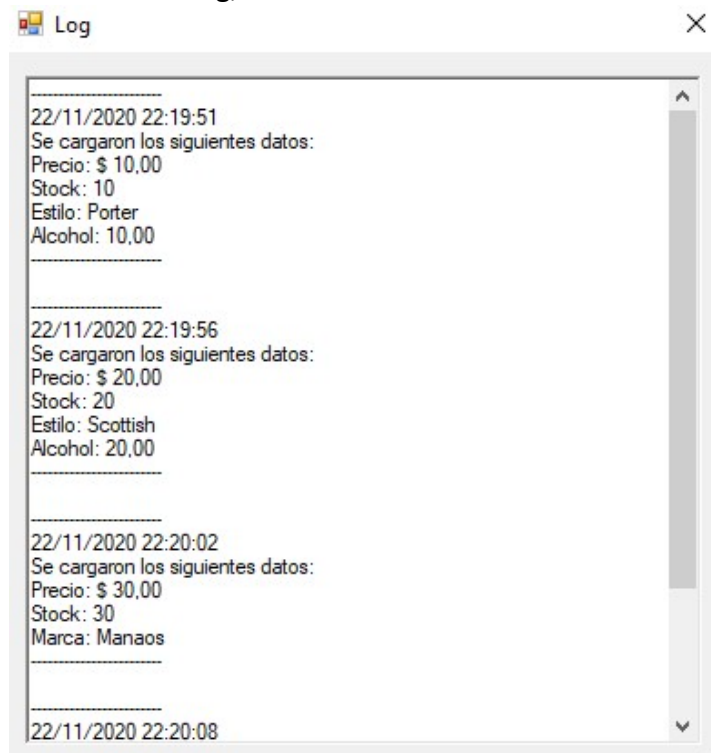 Log
------------------------
22/11/2020 22:19:51
Se cargaron los siguientes datos:
Precio: $ 10,00
Stock: 10
Estilo: Porter
Alcohol: 10,00
------------------------
------------------------
22/11/2020 22:19:56
Se cargaron los siguientes datos:
Precio: $ 20,00
Stock: 20
Estilo: Scottish
Alcohol: 20,00
------------------------
------------------------
22/11/2020 22:20:02
Se cargaron los siguientes datos:
Precio: $ 30,00
Stock: 30
Marca: Manaos
------------------------
------------------------
22/11/2020 22:20:08